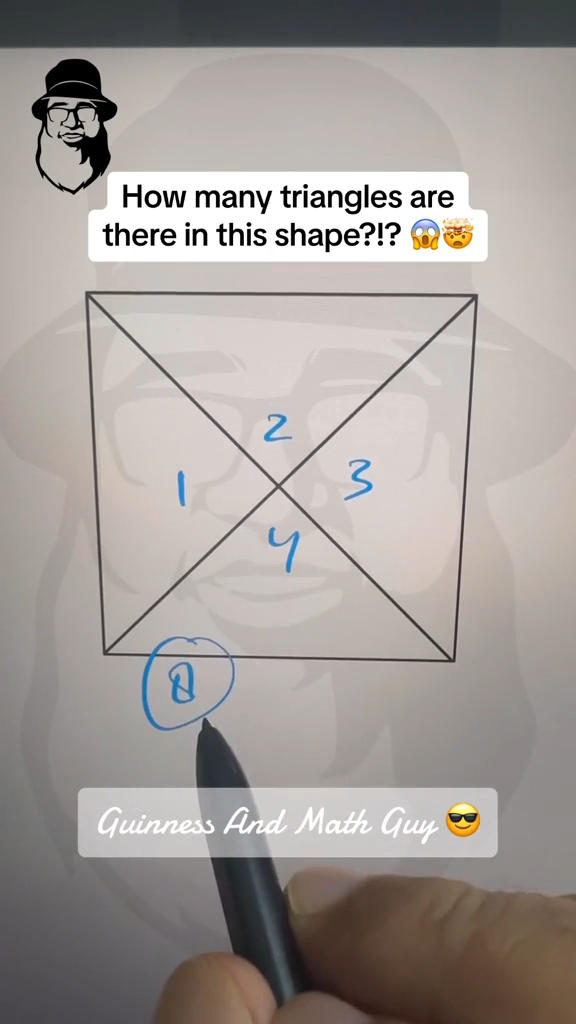 How many triangles are
there in this shape?!? 😱🤯
2
1
3
4
8
Guinness And Math Guy 😎